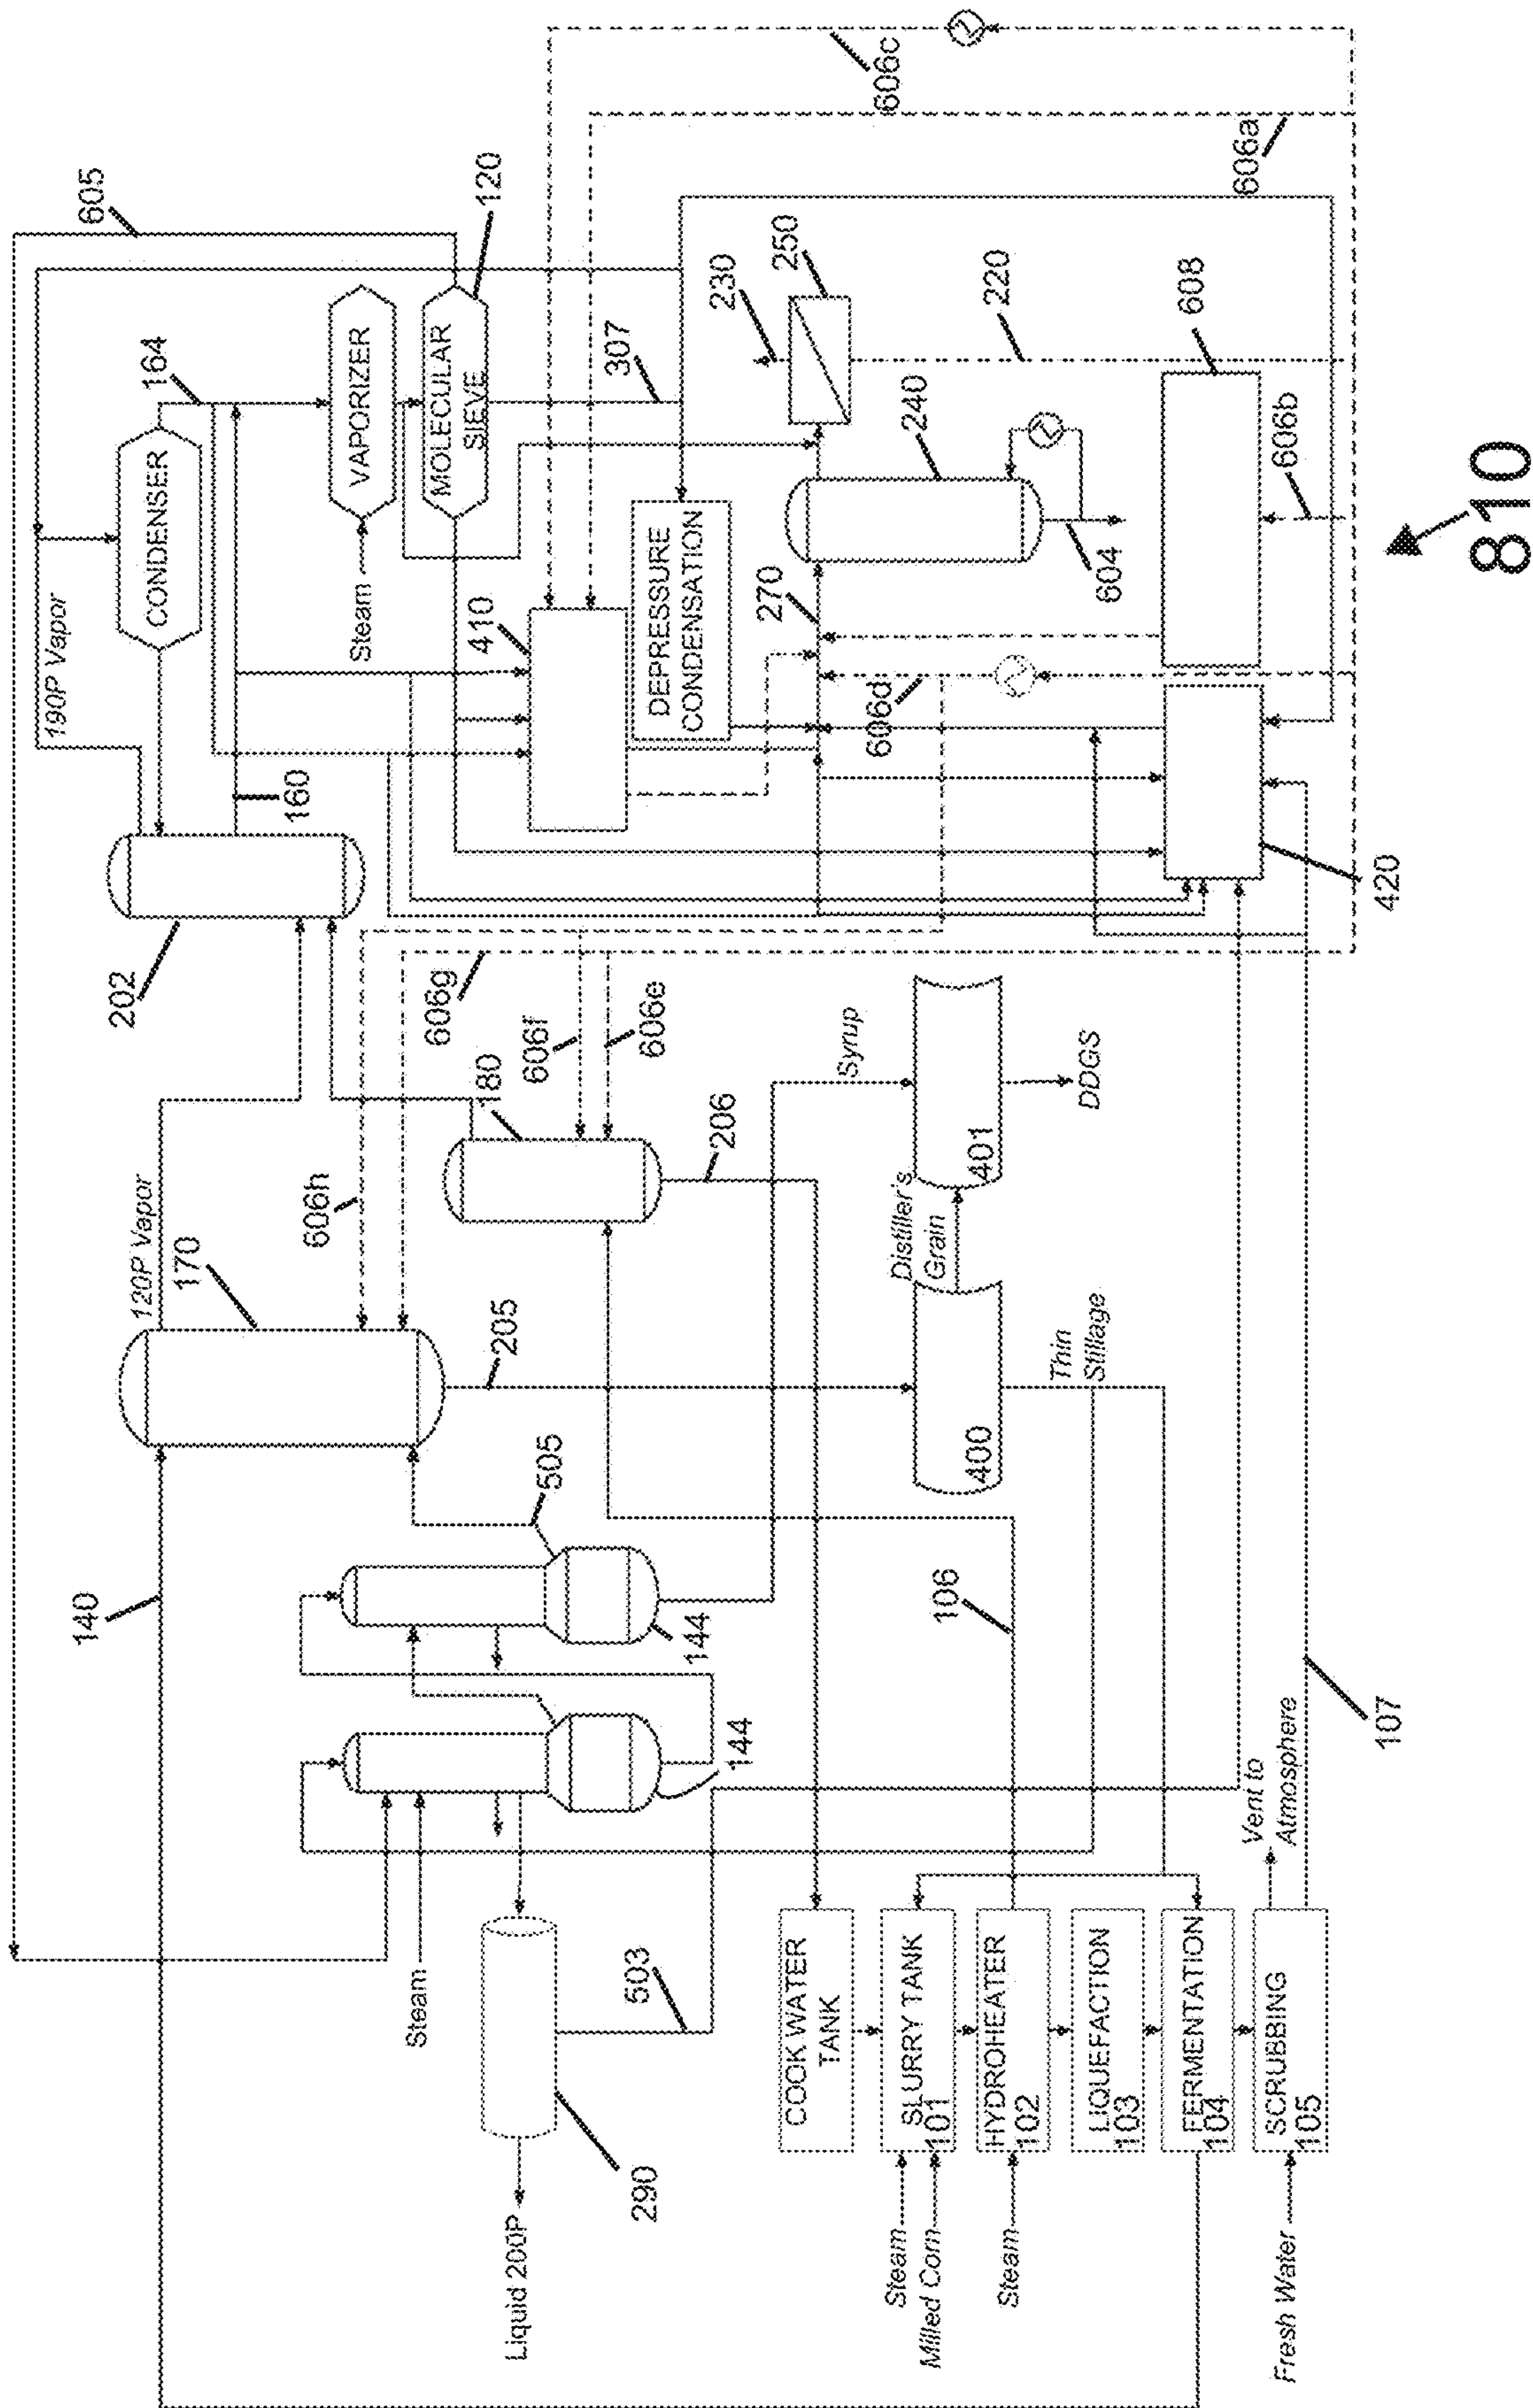 190P Vapor
140
605
202
120P Vapor
CONDENSER
170
164
160
606h
Steam
VAPORIZER
Steam
606g
MOLECULAR
SIEVE
180
410
120
Liquid 200P
505
205
606f
307
290
503
606e
DEPRESSURE
CONDENSATION
144
144
206
230
270
250
COOK WATER
TANK
Syrup
606d
606c
Steam
SLURRY TANK
101
Milled Corn
Distiller's
Grain
240
106
400
401
HYDROHEATER
102
Steam
220
Thin
Stillage
DDGS
LIQUEFACTION
103
604
FERMENTATION
104
608
606a
Vent to
Atmosphere
Fresh Water
SCRUBBING
105
606b
107
420
810